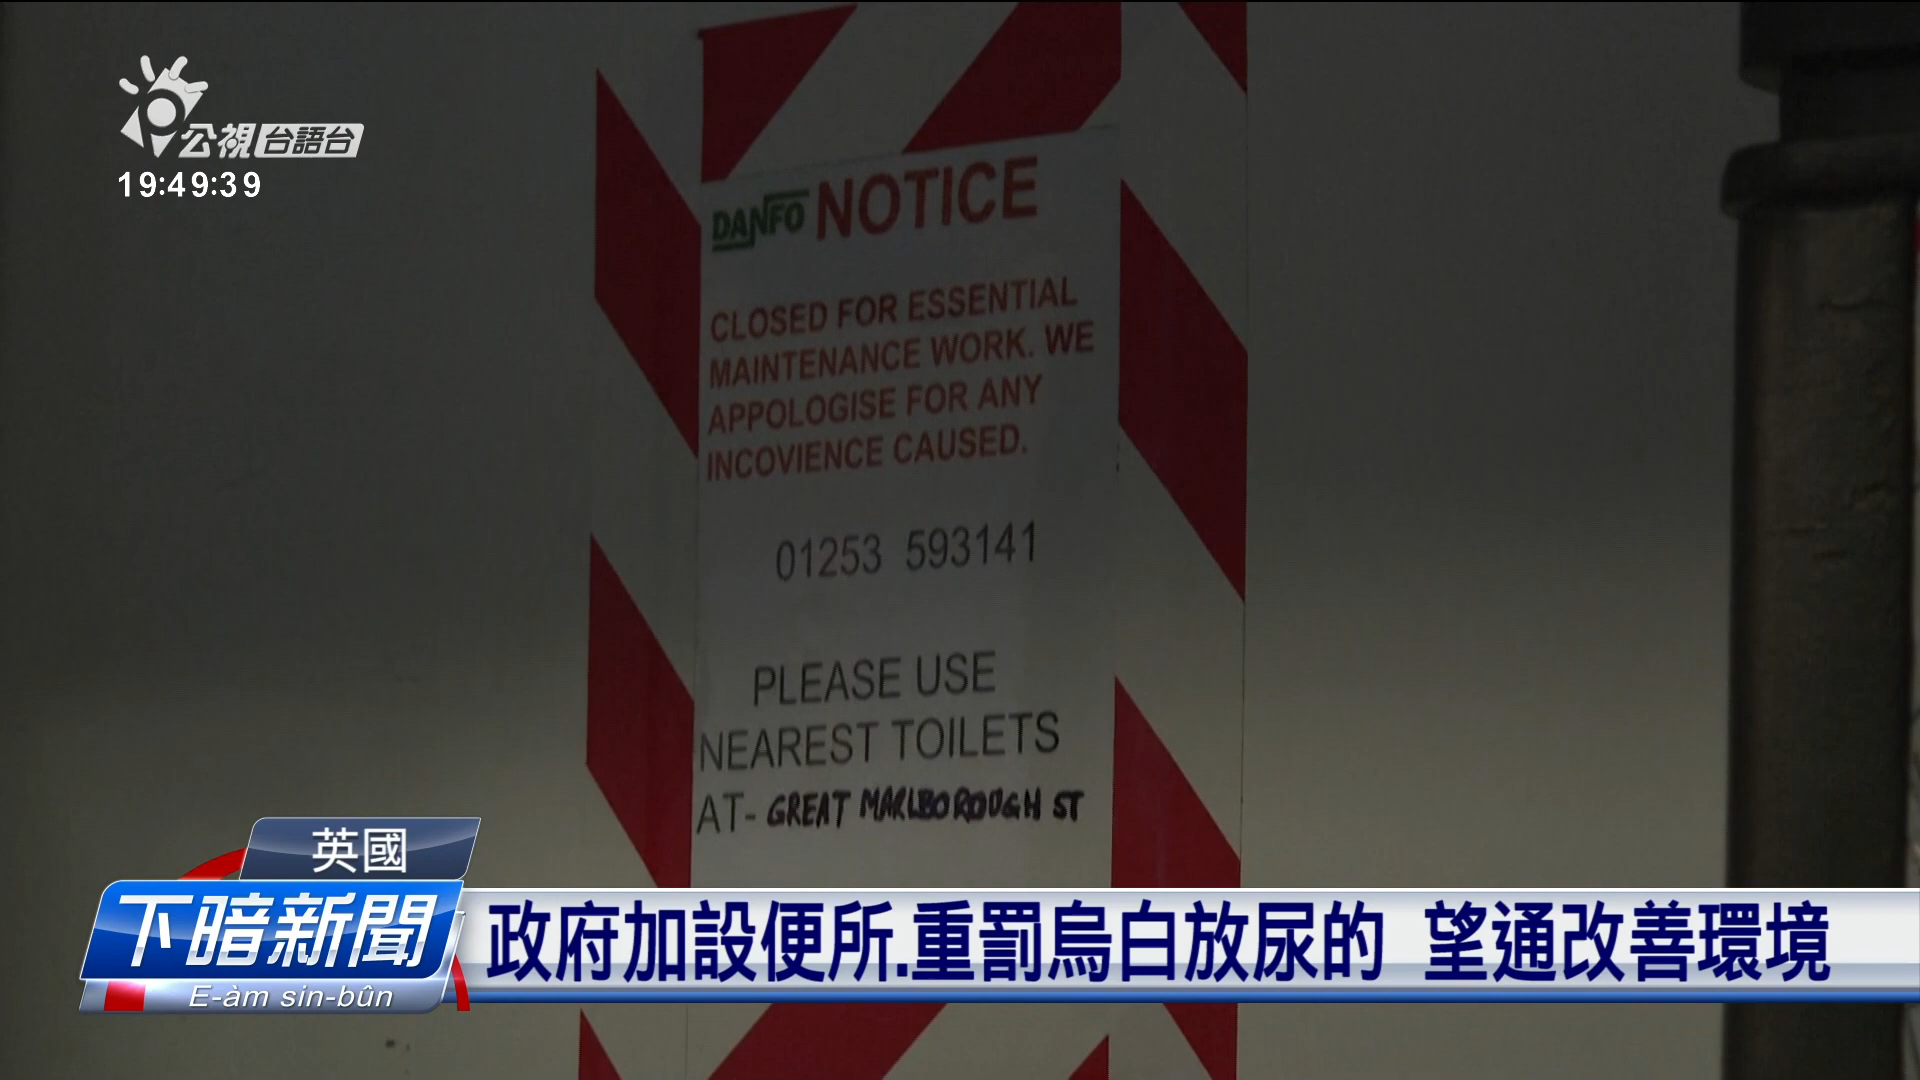 公視台語台
19:49:39
DANFO NOTICE
CLOSED FOR ESSENTIAL
MAINTENANCE WORK. WE
APPOLOGISE FOR ANY
INCOVIENCE CAUSED.
01253 593141
PLEASE USE
NEAREST TOILETS
AT- GREAT MARLBOROUGH ST
英國
下暗新聞
E-àm sin-bûn
政府加設便所.重罰烏白放尿的 望通改善環境